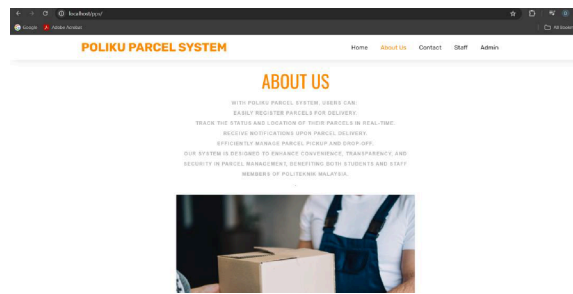 localhost/ppx/
Google
Adobe Acrobat
All Bookm
POLIKU PARCEL SYSTEM
Home
About Us
Contact
Staff
Admin
ABOUT US
WITH POLIKU PARCEL SYSTEM, USERS CAN:
EASILY REGISTER PARCELS FOR DELIVERY.
TRACK THE STATUS AND LOCATION OF THEIR PARCELS IN REAL-TIME.
RECEIVE NOTIFICATIONS UPON PARCEL DELIVERY.
EFFICIENTLY MANAGE PARCEL PICKUP AND DROP-OFF.
OUR SYSTEM IS DESIGNED TO ENHANCE CONVENIENCE, TRANSPARENCY, AND
SECURITY IN PARCEL MANAGEMENT, BENEFITING BOTH STUDENTS AND STAFF
MEMBERS OF POLITEKNIK MALAYSIA.